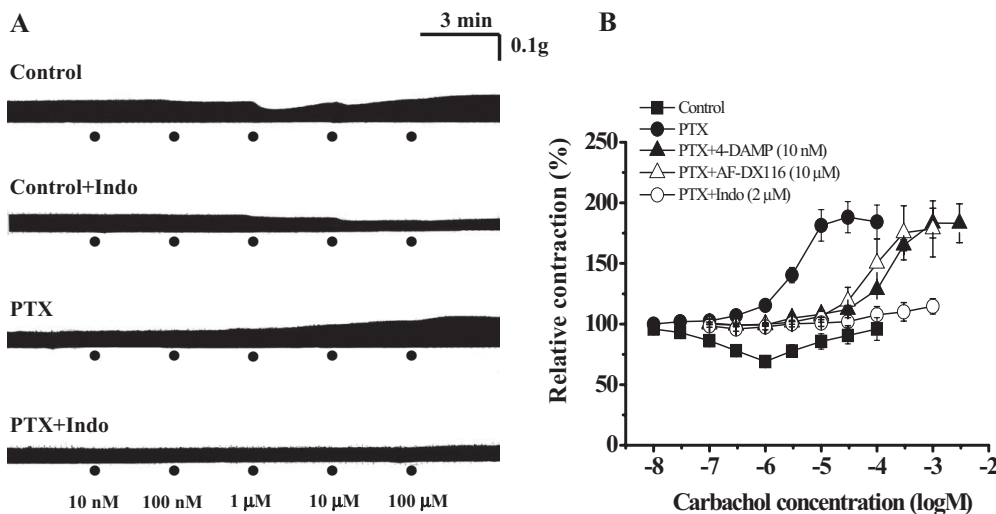 A
3 min
0.1g
Control
Control+Indo
PTX
PTX+Indo
10 nM 100 nM 1 μM 10 μM 100 μM
B
Control
PTX
PTX+4-DAMP (10 nM)
PTX+AF-DX116 (10 μM)
PTX+Indo (2 μM)
Relative contraction (%)
250
200
150
100
50
0
-8 -7 -6 -5 -4 -3 -2
Carbachol concentration (logM)